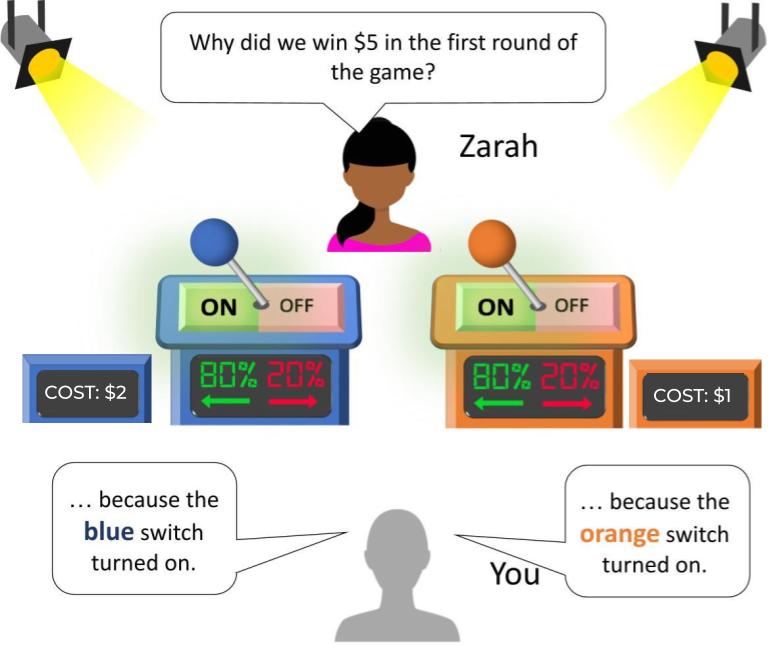 Why did we win $5 in the first round of
the game?
Zarah
ON OFF
ON OFF
80% 20%
80% 20%
COST: $2
COST: $1
... because the
blue switch
turned on.
... because the
orange switch
turned on.
You